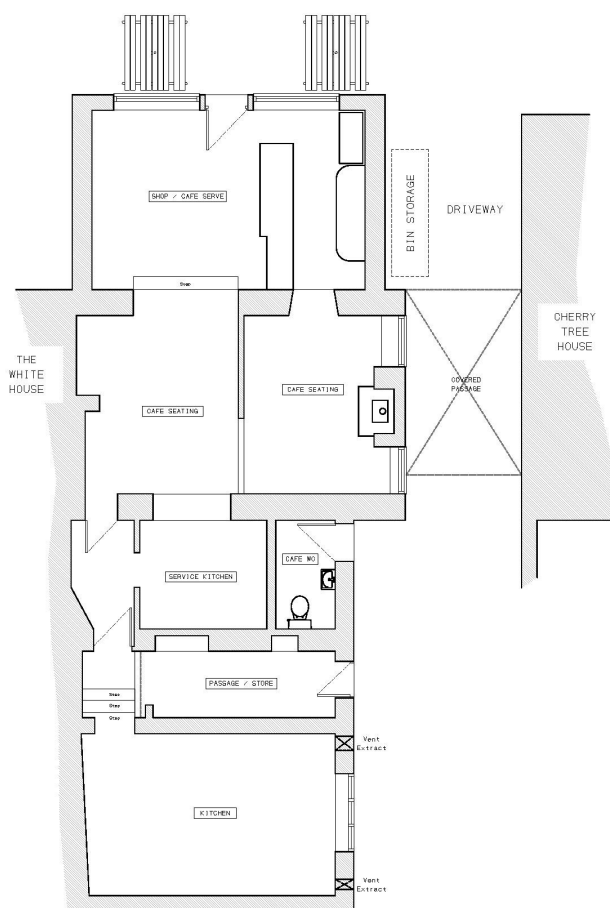 SHOP / CAFE SERVE
BIN STORAGE
DRIVEWAY
Step
THE
WHITE
HOUSE
CHERRY
TREE
HOUSE
CAFE SEATING
CAFE SEATING
COVERED
PASSAGE
SERVICE KITCHEN
CAFE WC
PASSAGE / STORE
Step
Step
Step
Vent
Extract
KITCHEN
Vent
Extract